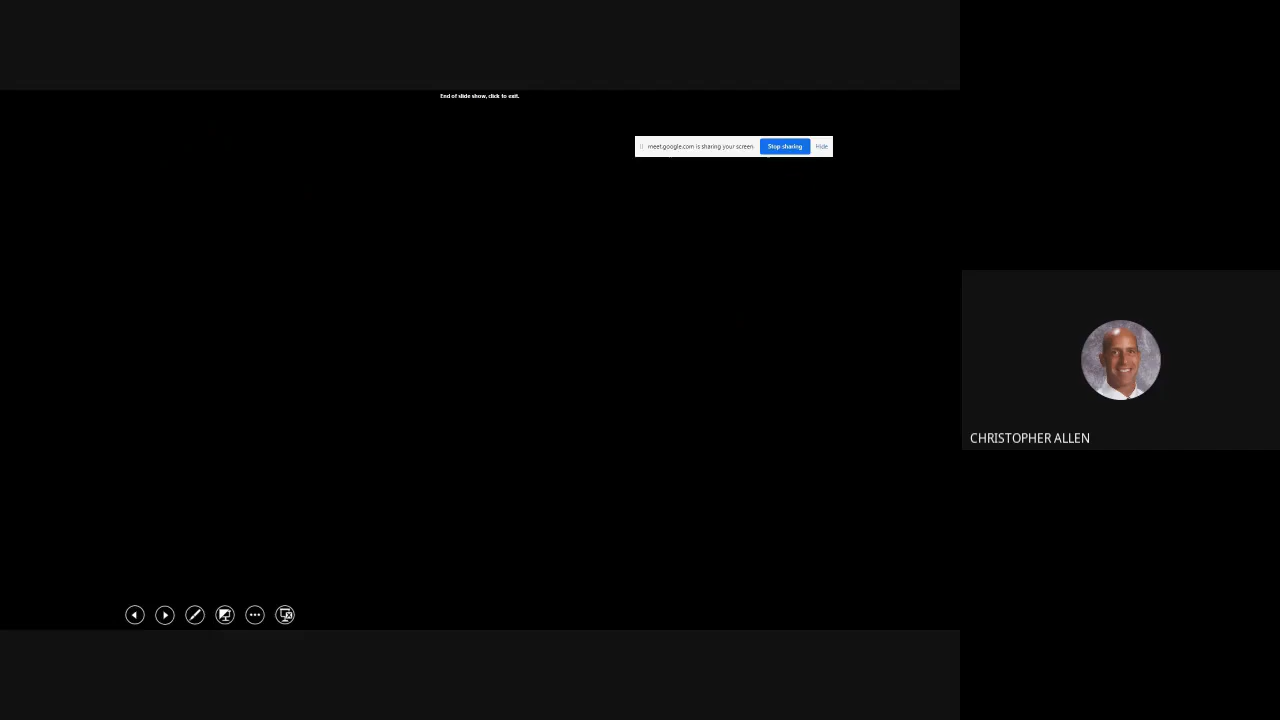 End of slide show, click to exit.
meet.google.com is sharing your screen. Stop sharing Hide
CHRISTOPHER ALLEN